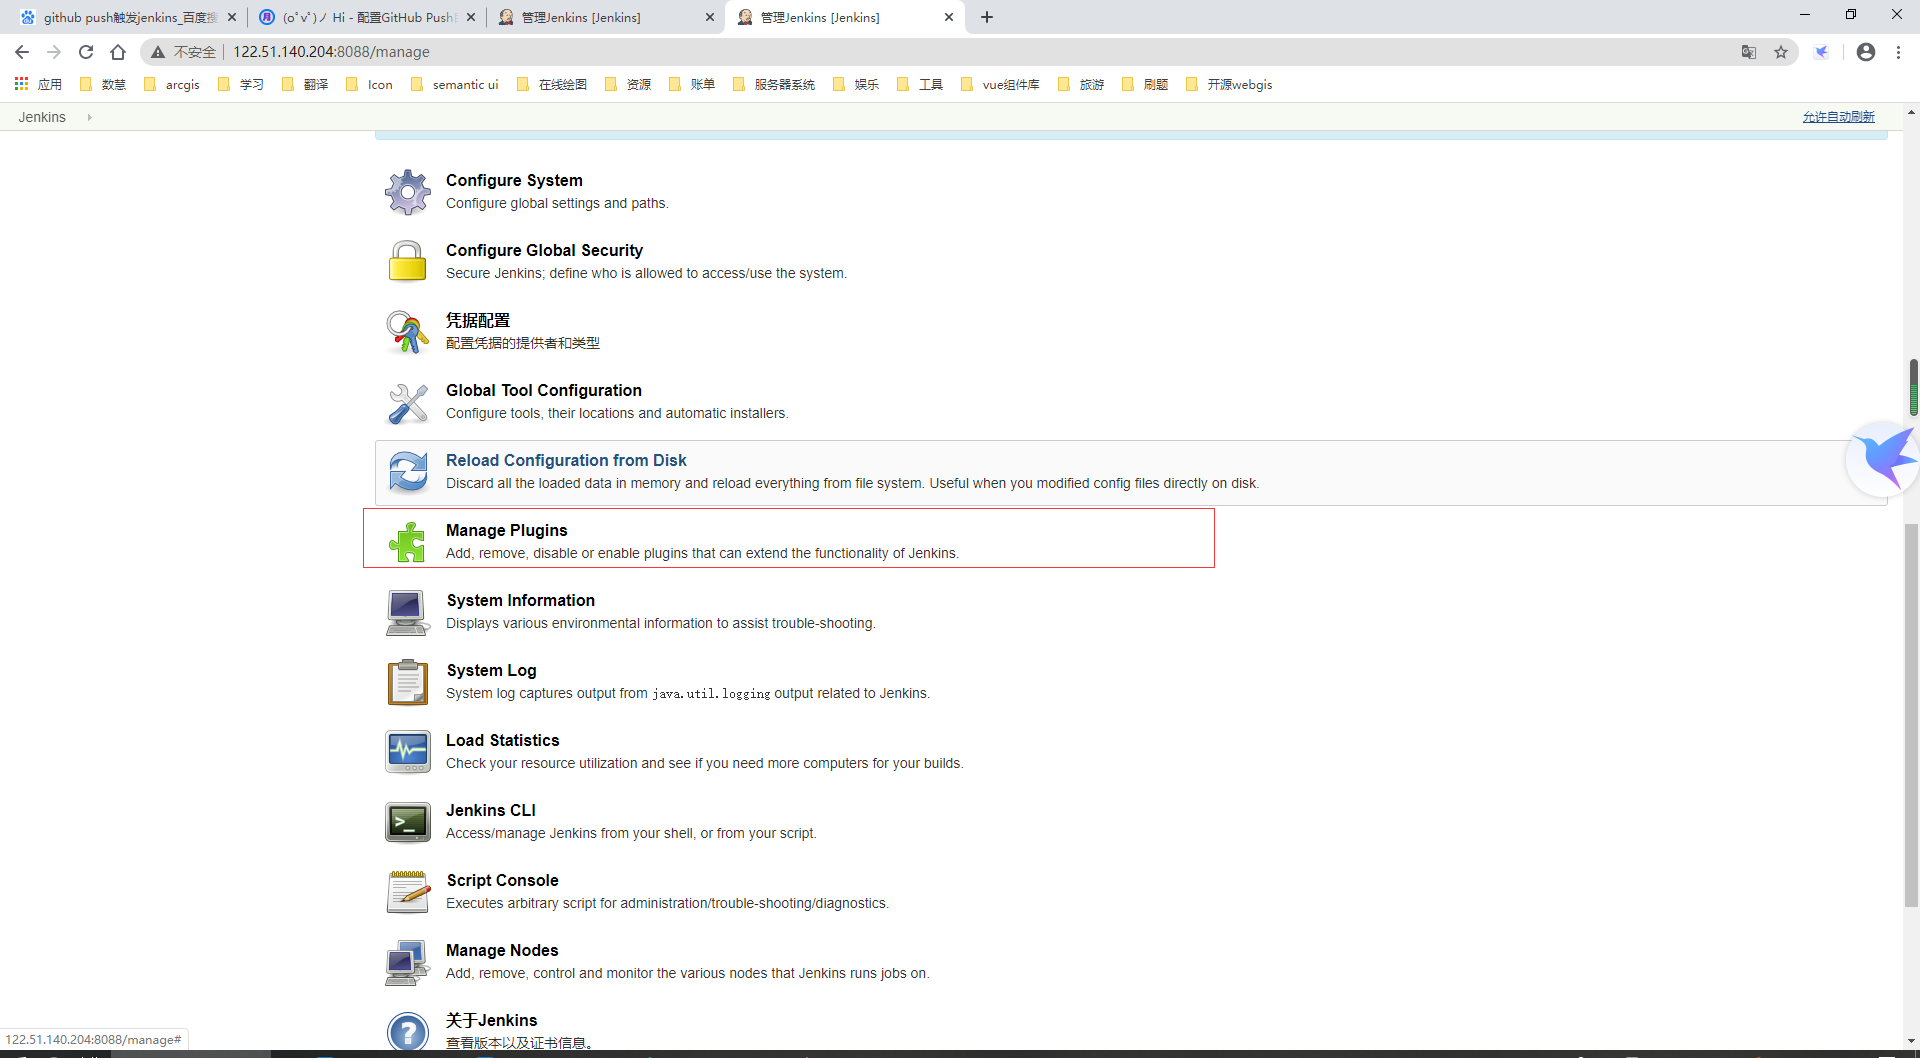 github push触发jenkins_百度搜
(oﾟvﾟ)ノ Hi - 配置GitHub Push
管理Jenkins [Jenkins]
管理Jenkins [Jenkins]
不安全 122.51.140.204:8088/manage
应用 数慧 arcgis 学习 翻译 Icon semantic ui 在线绘图 资源 账单 服务器系统 娱乐 工具 vue组件库 旅游 刷题 开源webgis
Jenkins 允许自动刷新
Configure System
Configure global settings and paths.
Configure Global Security
Secure Jenkins; define who is allowed to access/use the system.
凭据配置
配置凭据的提供者和类型
Global Tool Configuration
Configure tools, their locations and automatic installers.
Reload Configuration from Disk
Discard all the loaded data in memory and reload everything from file system. Useful when you modified config files directly on disk.
Manage Plugins
Add, remove, disable or enable plugins that can extend the functionality of Jenkins.
System Information
Displays various environmental information to assist trouble-shooting.
System Log
System log captures output from java.util.logging output related to Jenkins.
Load Statistics
Check your resource utilization and see if you need more computers for your builds.
Jenkins CLI
Access/manage Jenkins from your shell, or from your script.
Script Console
Executes arbitrary script for administration/trouble-shooting/diagnostics.
Manage Nodes
Add, remove, control and monitor the various nodes that Jenkins runs jobs on.
关于Jenkins
查看版本以及证书信息。
122.51.140.204:8088/manage#